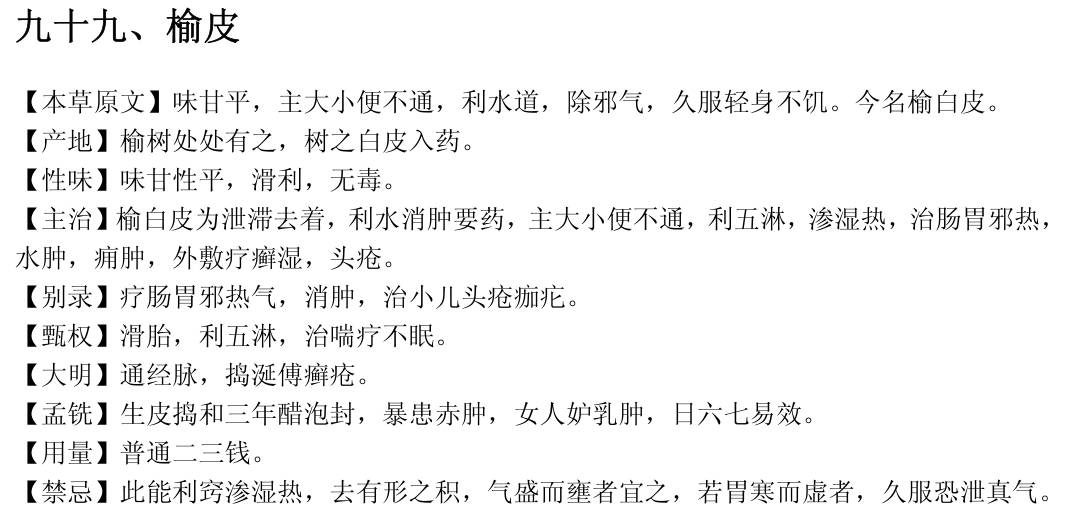 九十九、榆皮
【本草原文】味甘平，主大小便不通，利水道，除邪气，久服轻身不饥。今名榆白皮。
【产地】榆树处处有之，树之白皮入药。
【性味】味甘性平，滑利，无毒。
【主治】榆白皮为泄滞去着，利水消肿要药，主大小便不通，利五淋，渗湿热，治肠胃邪热，
水肿，痈肿，外敷疗癣湿，头疮。
【别录】疗肠胃邪热气，消肿，治小儿头疮痂疕。
【甄权】滑胎，利五淋，治喘疗不眠。
【大明】通经脉，捣涎傅癣疮。
【孟铣】生皮捣和三年醋泡封，暴患赤肿，女人妒乳肿，日六七易效。
【用量】普通二三钱。
【禁忌】此能利窍渗湿热，去有形之积，气盛而壅者宜之，若胃寒而虚者，久服恐泄真气。